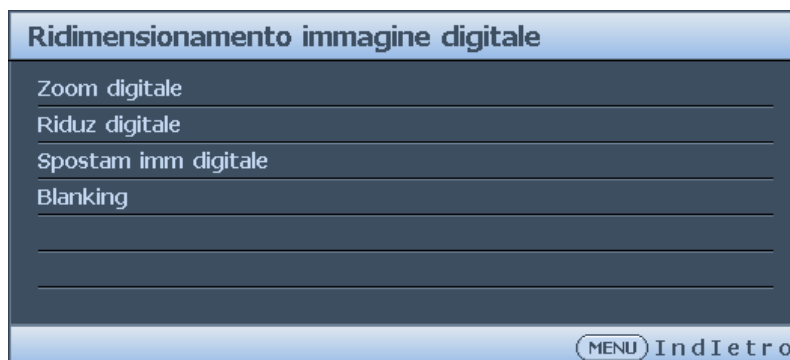 Ridimensionamento immagine digitale
Zoom digitale
Riduz digitale
Spostam imm digitale
Blanking
MENU IndIetro